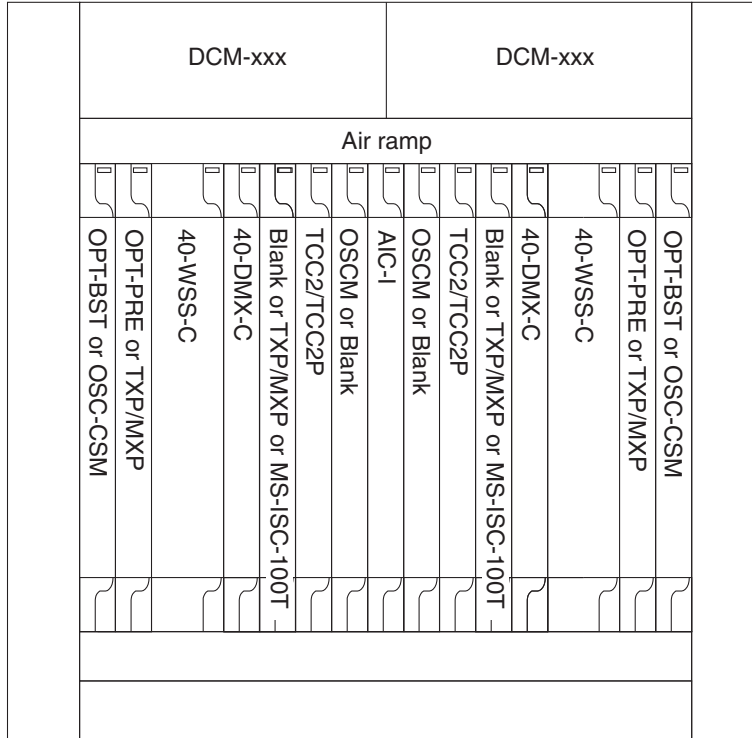 DCM-xxx
DCM-xxx
Air ramp
OPT-BST or OSC-CSM
OPT-PRE or TXP/MXP
40-WSS-C
40-DMX-C
Blank or TXP/MXP or MS-ISC-100T
TCC2/TCC2P
OSCM or Blank
AIC-I
OSCM or Blank
TCC2/TCC2P
Blank or TXP/MXP or MS-ISC-100T
40-DMX-C
40-WSS-C
OPT-PRE or TXP/MXP
OPT-BST or OSC-CSM